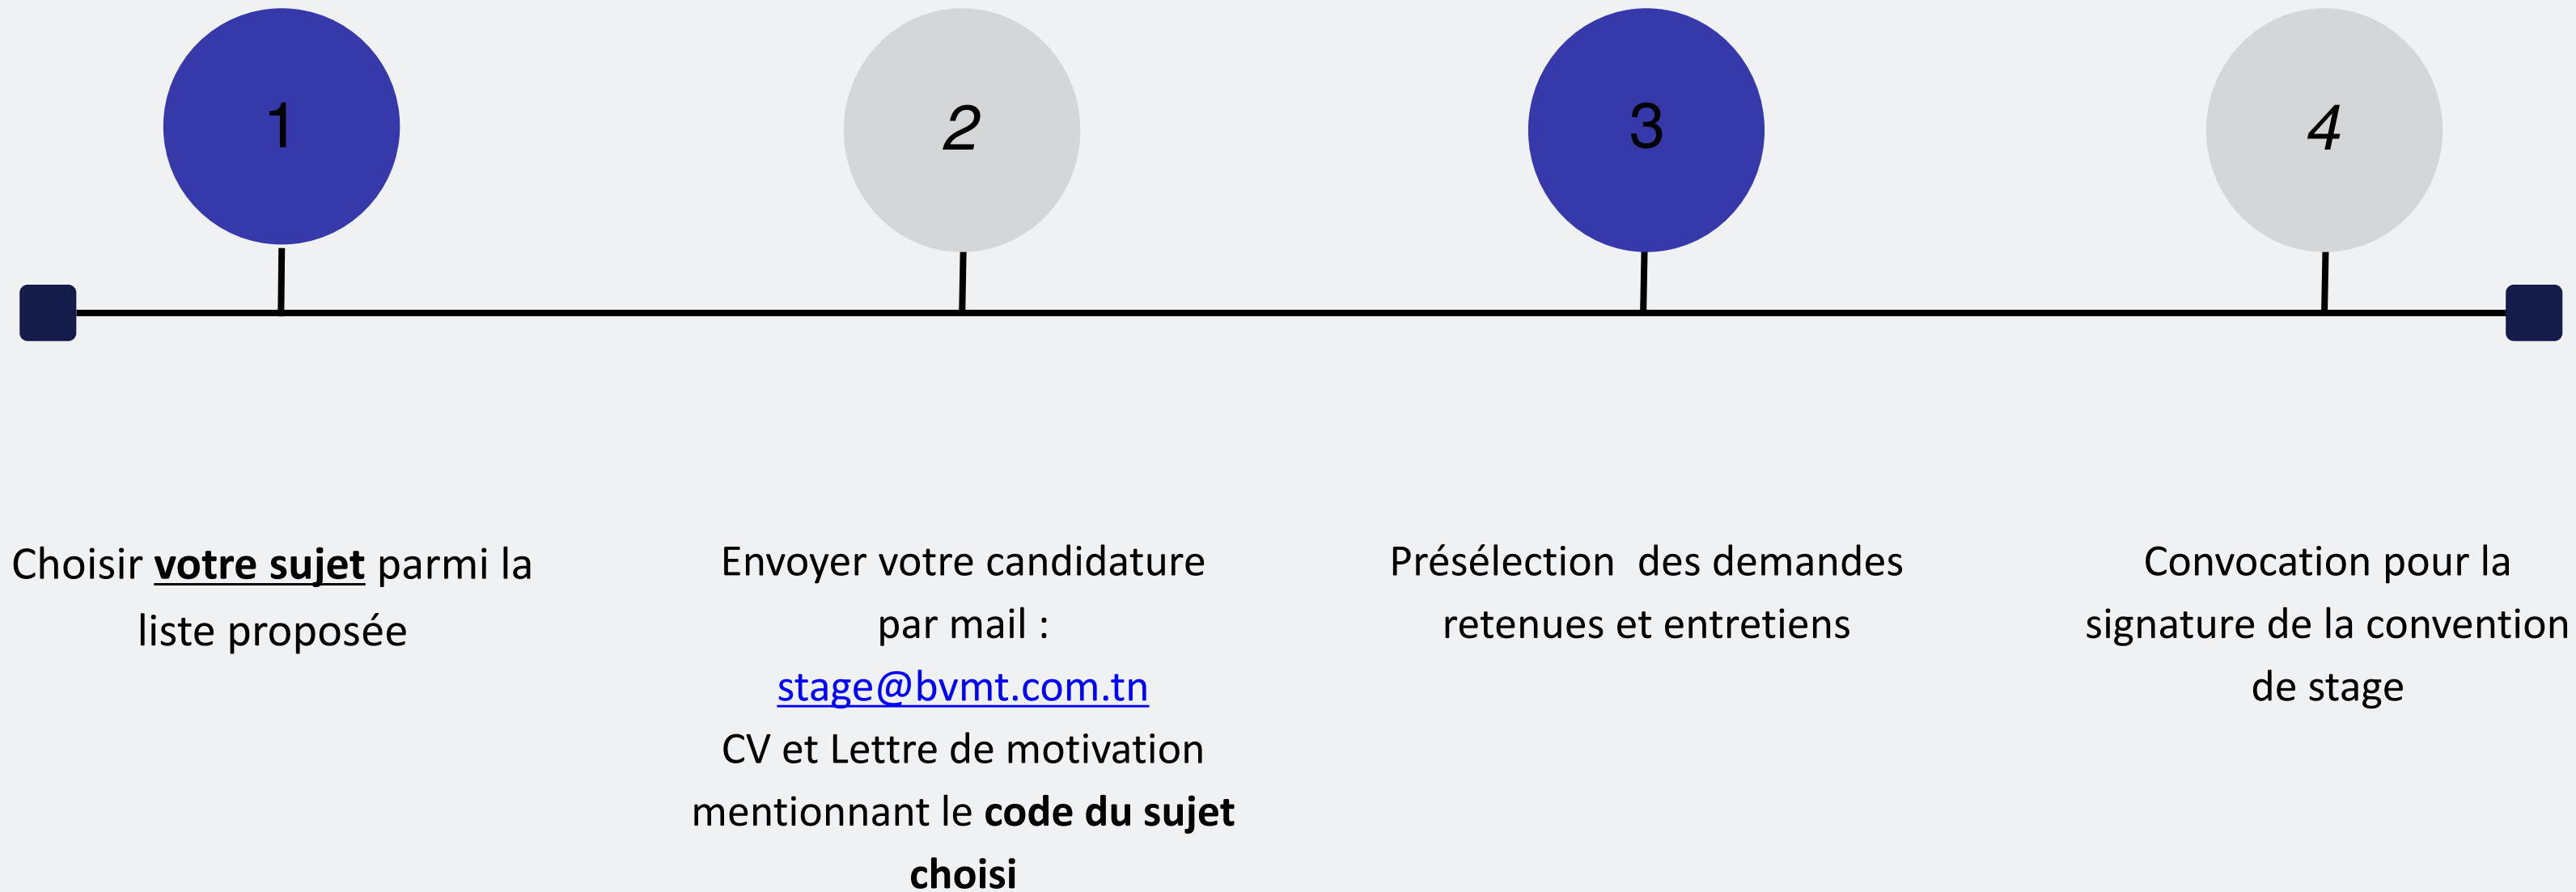 1
2
3
4
Choisir votre sujet parmi la
liste proposée
Envoyer votre candidature
par mail :
stage@bvmt.com.tn
CV et Lettre de motivation
mentionnant le code du sujet
choisi
Présélection  des demandes
retenues et entretiens
Convocation pour la
signature de la convention
de stage